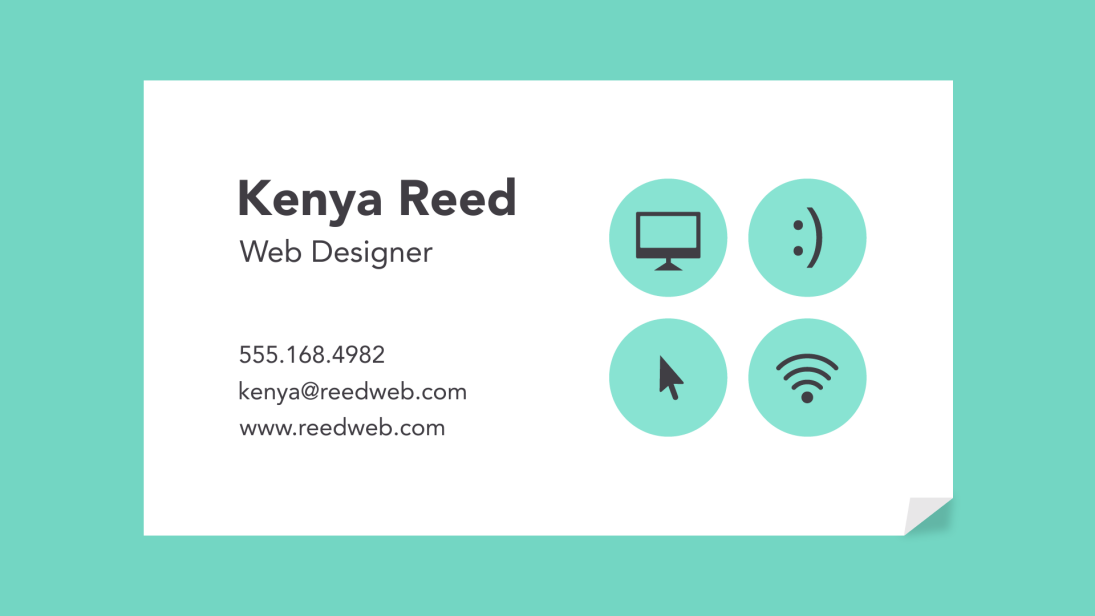 Kenya Reed
Web Designer
555.168.4982
kenya@reedweb.com
www.reedweb.com
:)